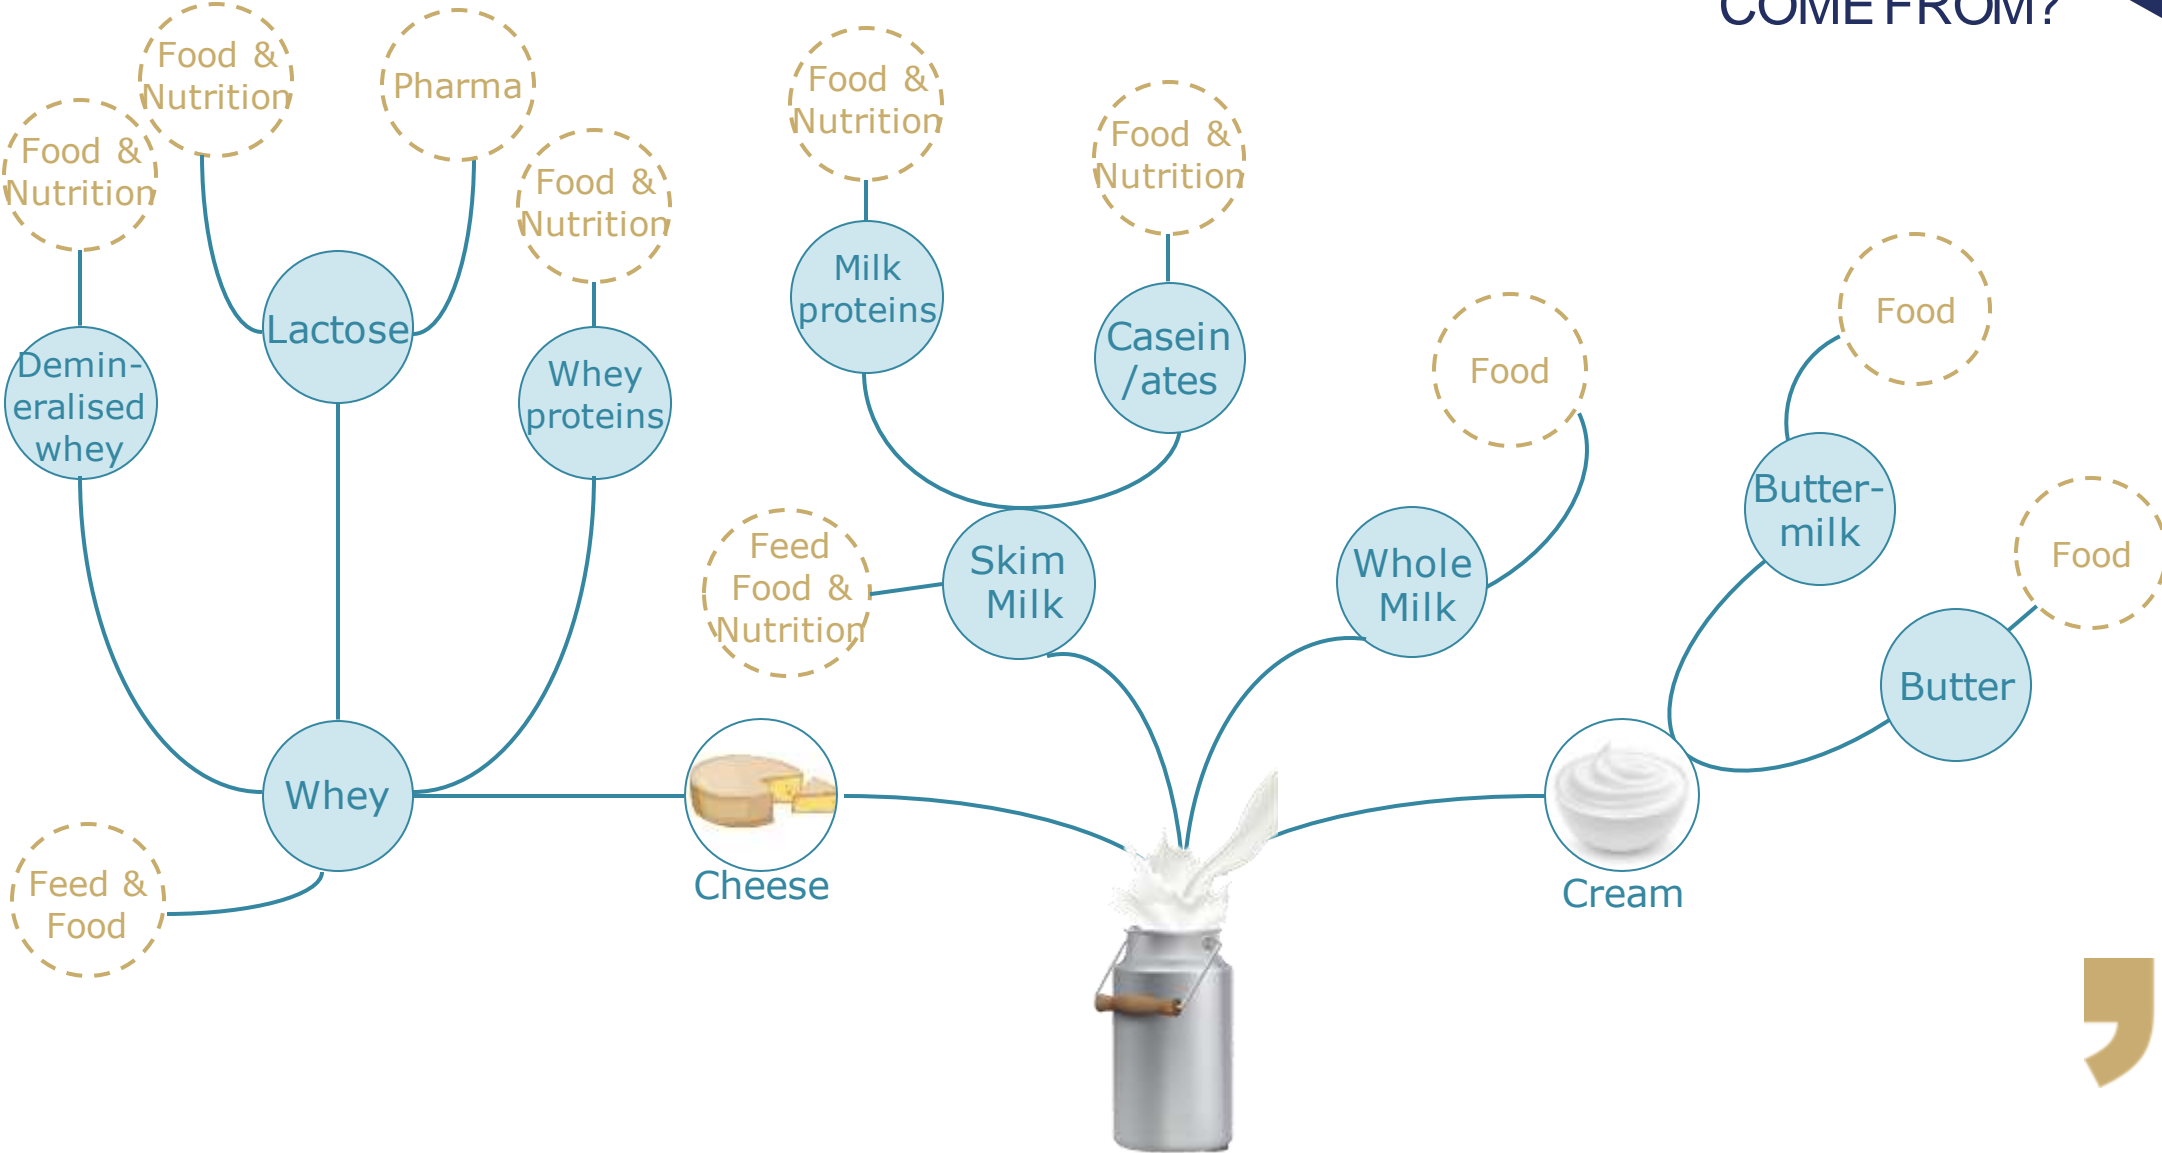 COME FROM?
Food &
Nutrition
Pharma
Food &
Nutrition
Food &
Nutrition
Food &
Nutrition
Food &
Nutrition
Food &
Nutrition
Lactose
Demin-
eralised
whey
Whey
proteins
Milk
proteins
Casein
/ates
Food
Food
Butter-
milk
Food
Feed
Food &
Nutrition
Skim
Milk
Whole
Milk
Butter
Whey
Cheese
Cream
Feed &
Food